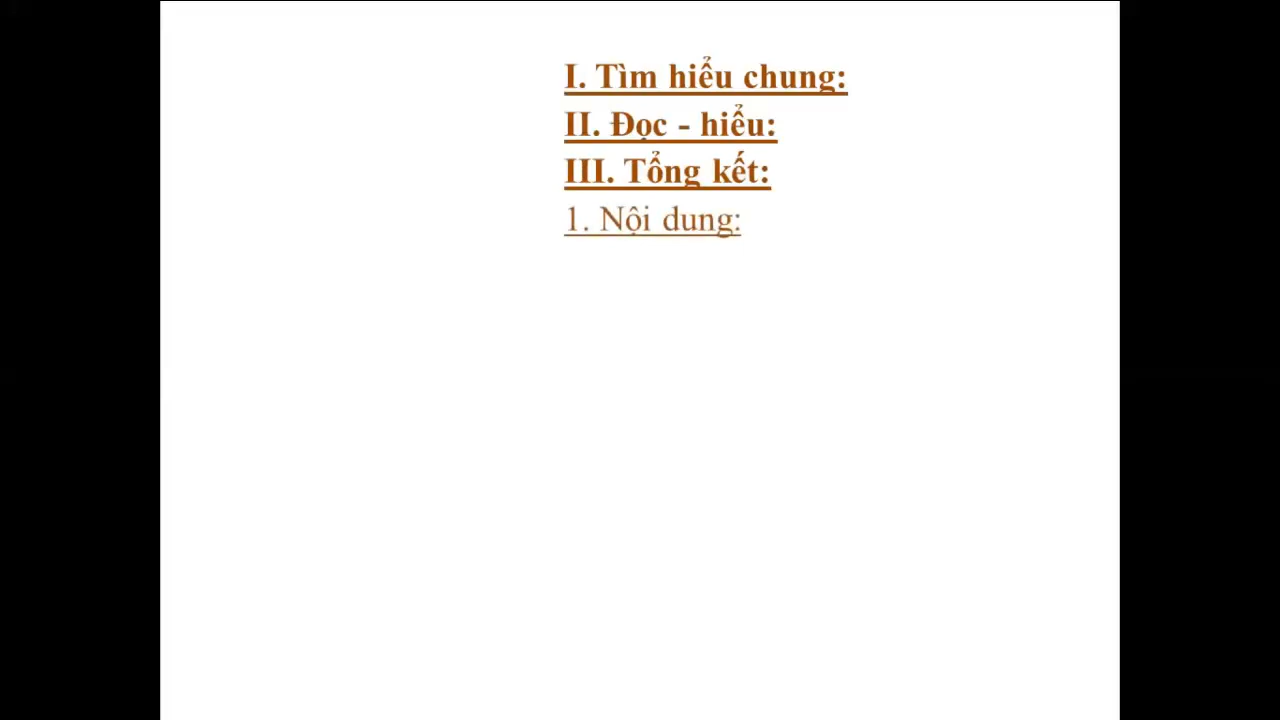 I. Tìm hiểu chung:
II. Đọc - hiểu:
III. Tổng kết:
1. Nội dung: